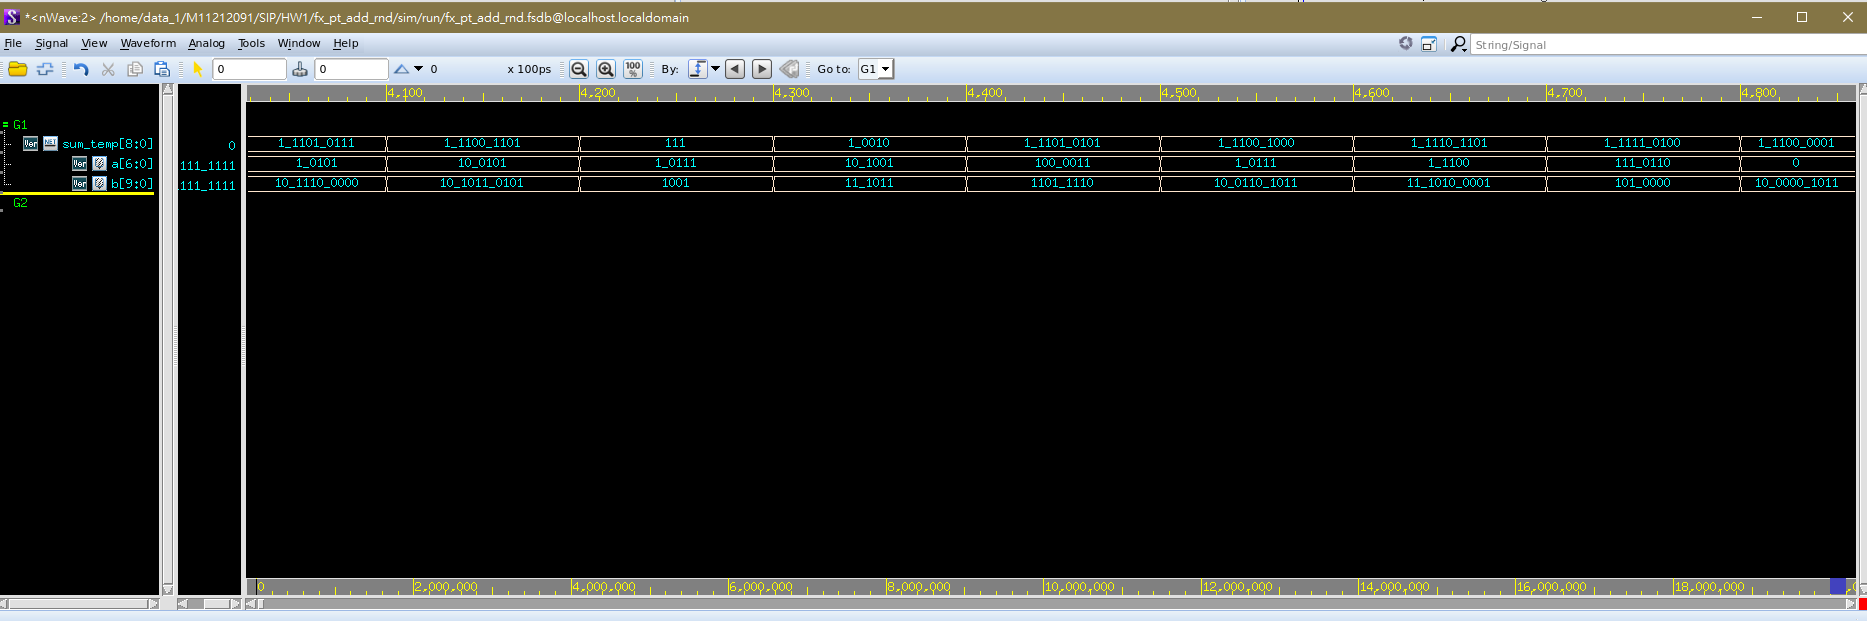 *<nWave:2> /home/data_1/M11212091/SIP/HW1/fx_pt_add_rnd/sim/run/fx_pt_add_rnd.fsdb@localhost.localdomain
File Signal View Waveform Analog Tools Window Help String/Signal
0 0 0 x 100ps 100 % By: Go to: G1
4,100 4,200 4,300 4,400 4,500 4,600 4,700 4,800
G1
sum_temp[8:0] 0 1_1101_0111 1_1100_1101 111 1_0010 1_1101_0101 1_1100_1000 1_1110_1101 1_1111_0100 1_1100_0001
a[6:0] 111_1111 1_0101 10_0101 1_0111 10_1001 100_0011 1_0111 1_1100 111_0110 0
b[9:0] 111_1111 10_1110_0000 10_1011_0101 1001 11_1011 1101_1110 10_0110_1011 11_1010_0001 101_0000 10_0000_1011
G2
0 2,000,000 4,000,000 6,000,000 8,000,000 10,000,000 12,000,000 14,000,000 16,000,000 18,000,000